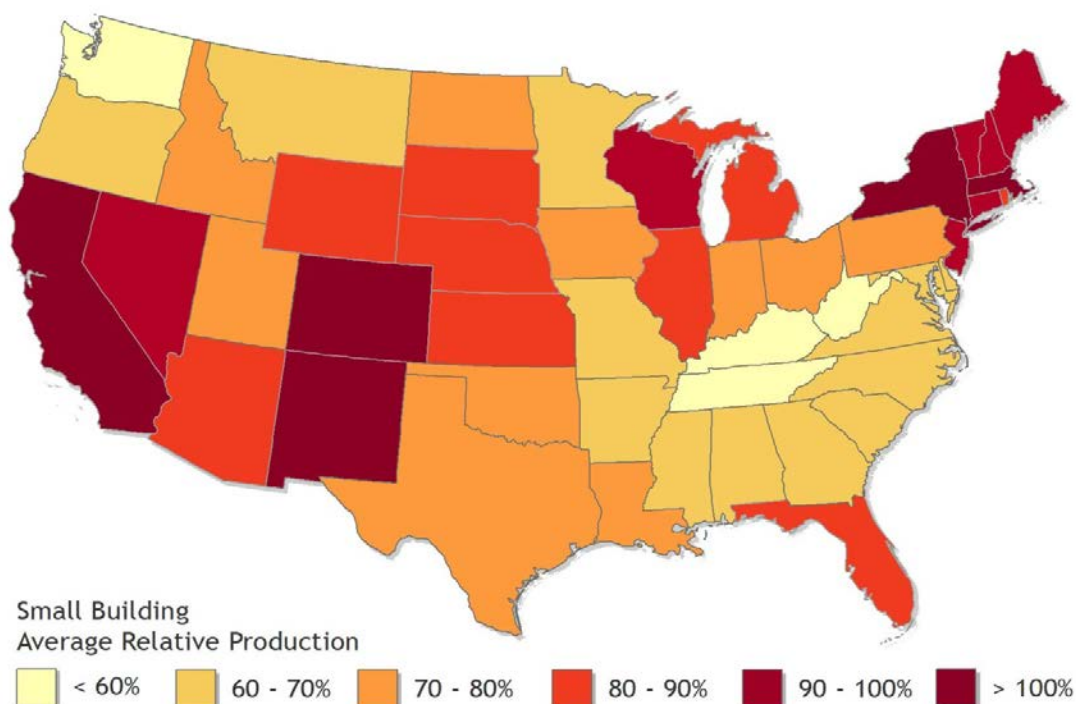 Small Building
Average Relative Production
< 60% 60 - 70% 70 - 80% 80 - 90% 90 - 100% > 100%